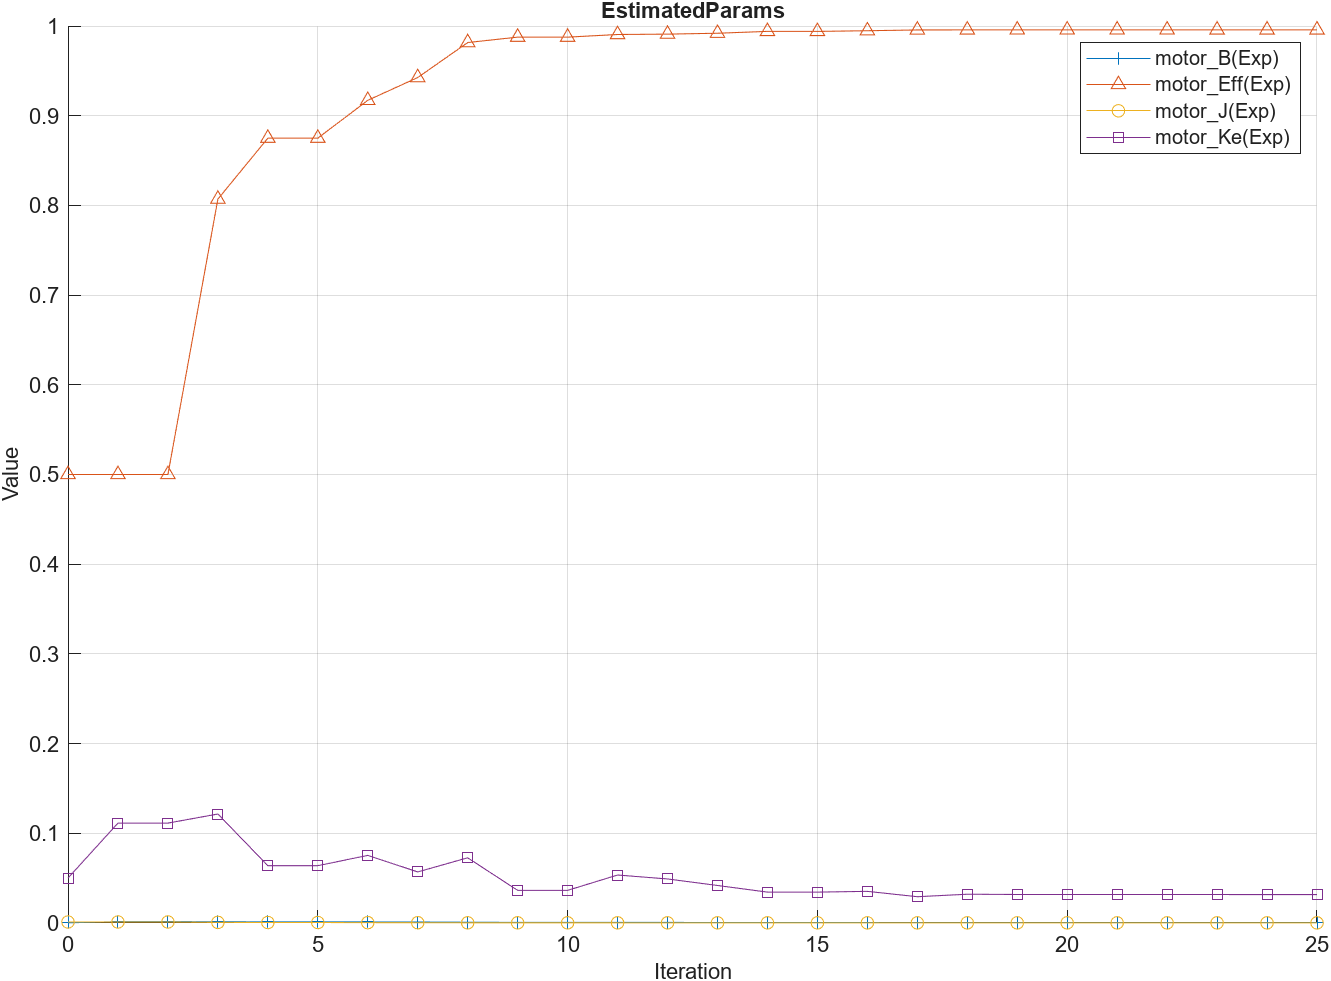 EstimatedParams
1
0.9
0.8
0.7
0.6
0.5
0.4
0.3
0.2
0.1
0
Value
motor_B(Exp)
motor_Eff(Exp)
motor_J(Exp)
motor_Ke(Exp)
0 5 10 15 20 25
Iteration